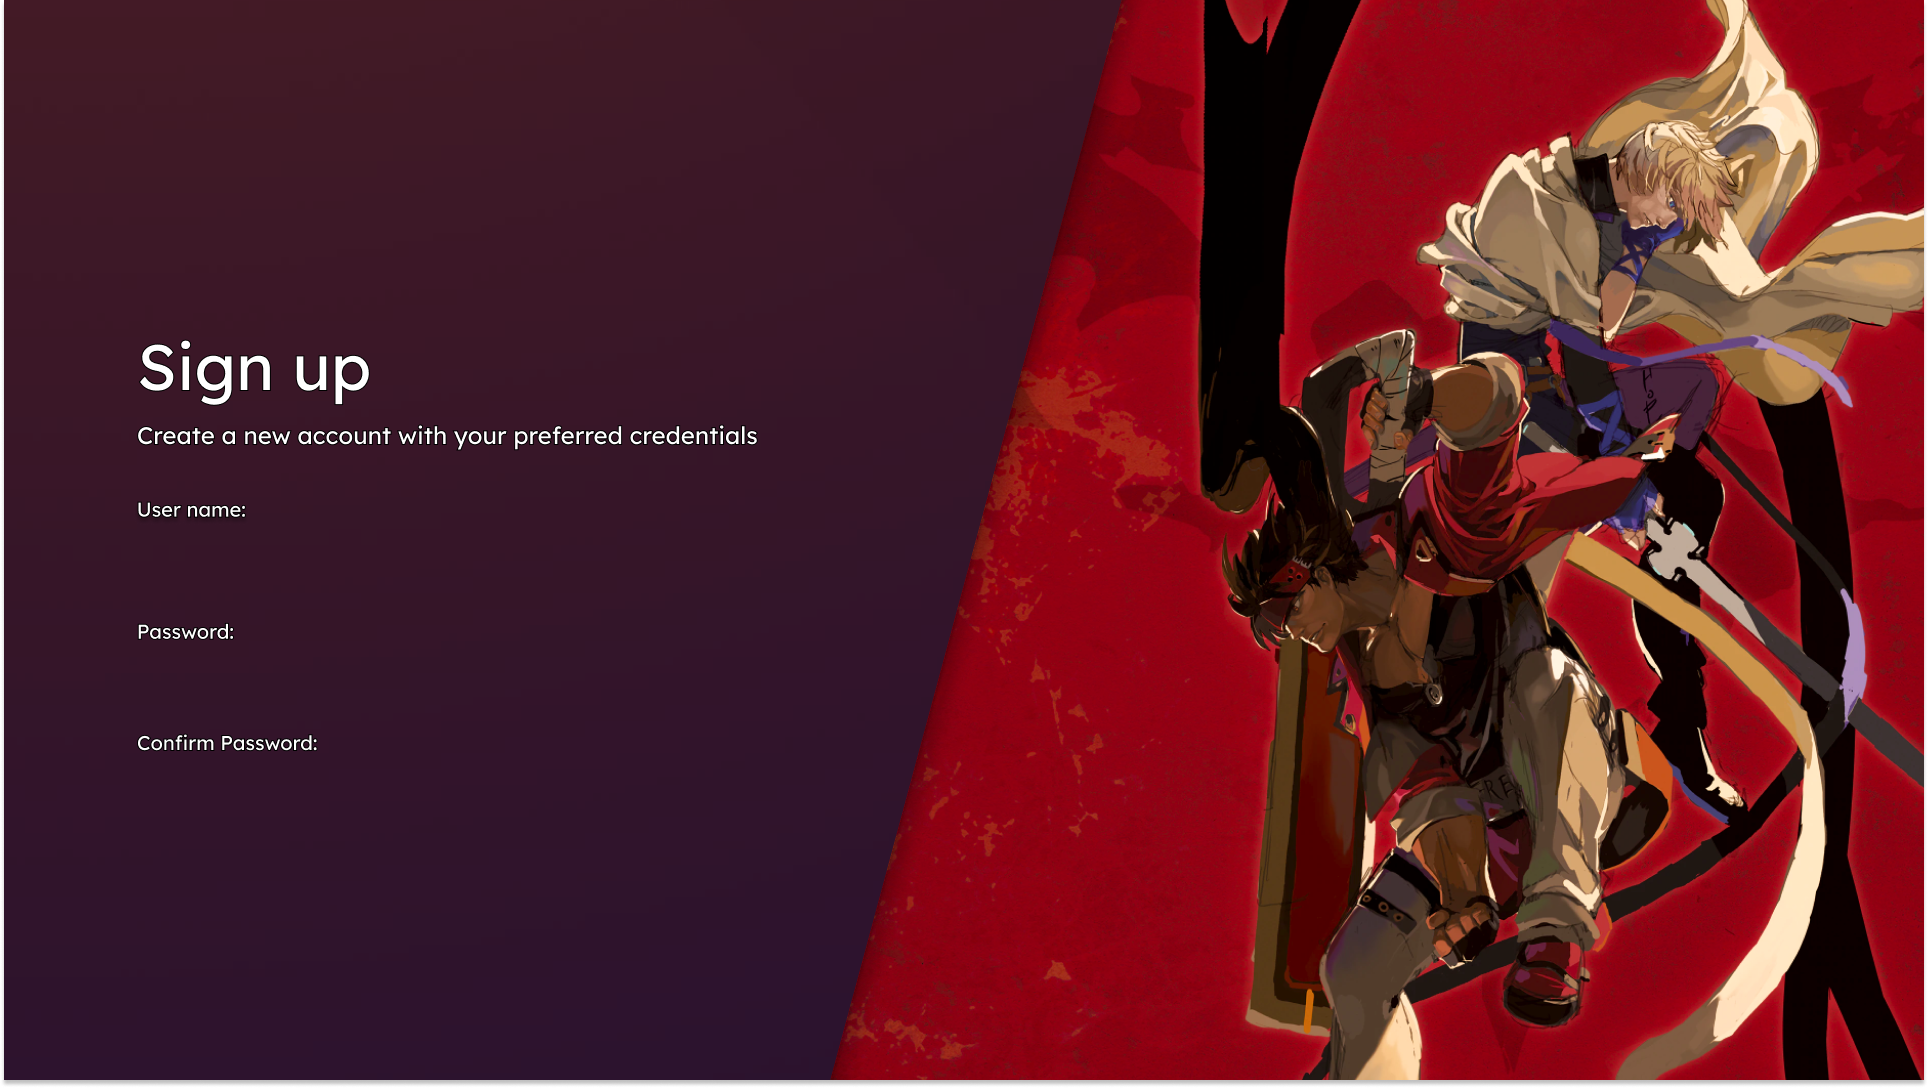 Sign up
Create a new account with your preferred credentials
User name:
Password:
Confirm Password: